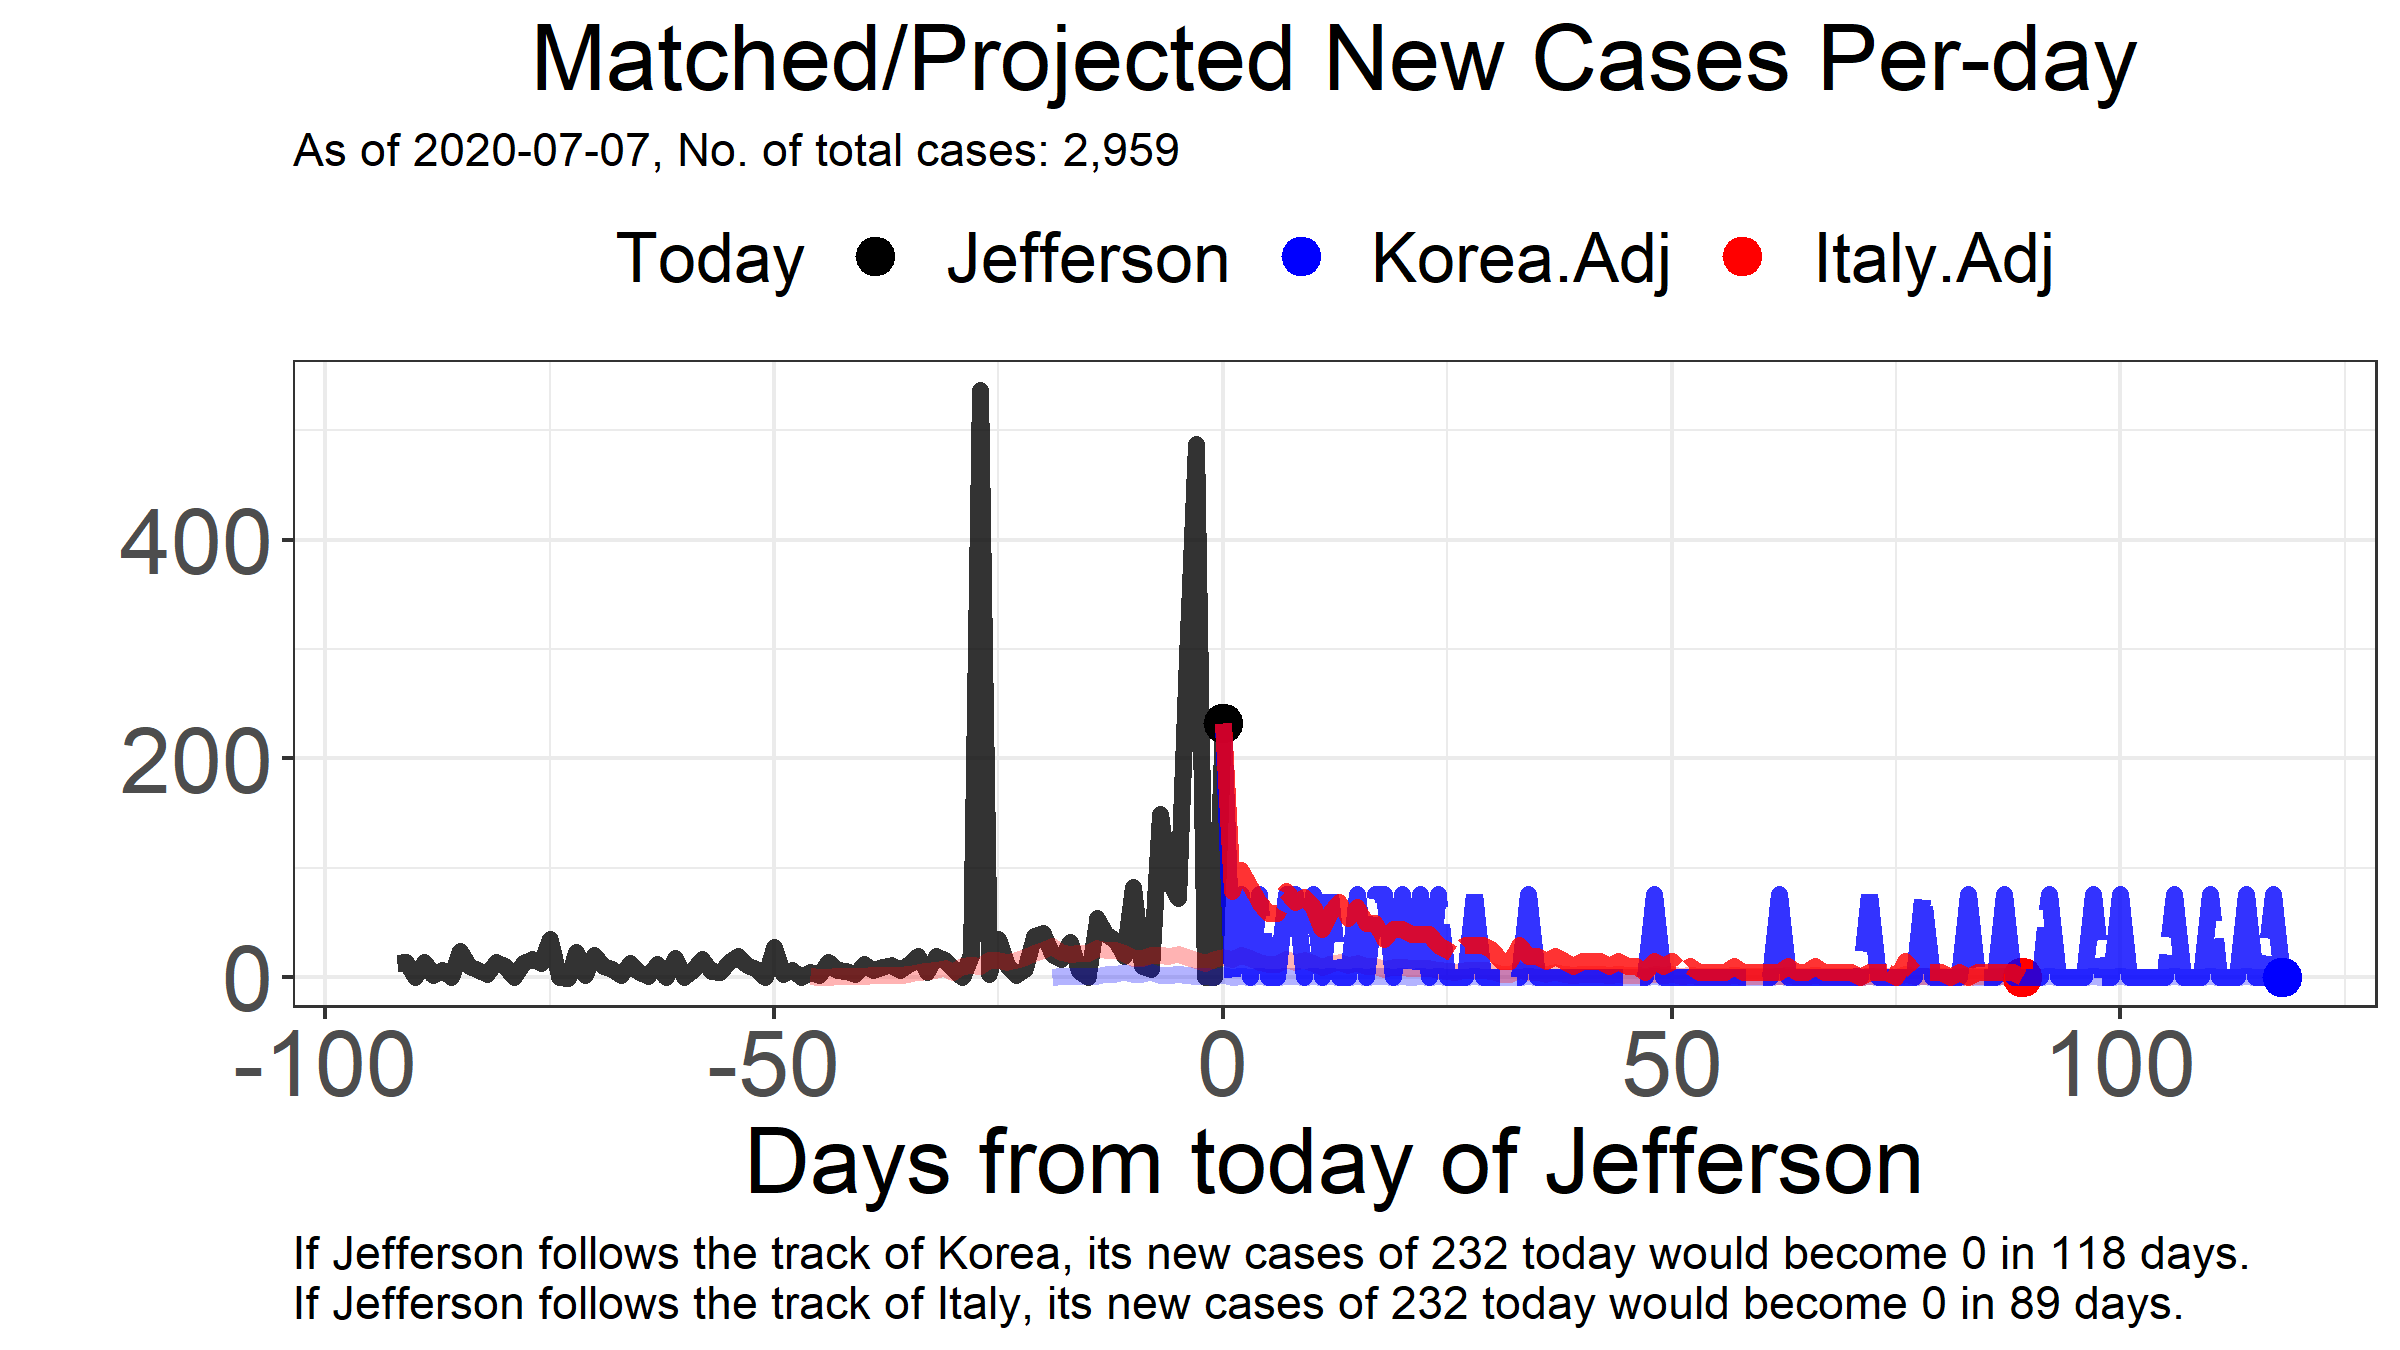 Matched/Projected New Cases Per-day
As of 2020-07-07, No. of total cases: 2,959
Today Jefferson Korea.Adj Italy.Adj
400
200
0
-100 -50 0 50 100
Days from today of Jefferson
If Jefferson follows the track of Korea, its new cases of 232 today would become 0 in 118 days.
If Jefferson follows the track of Italy, its new cases of 232 today would become 0 in 89 days.